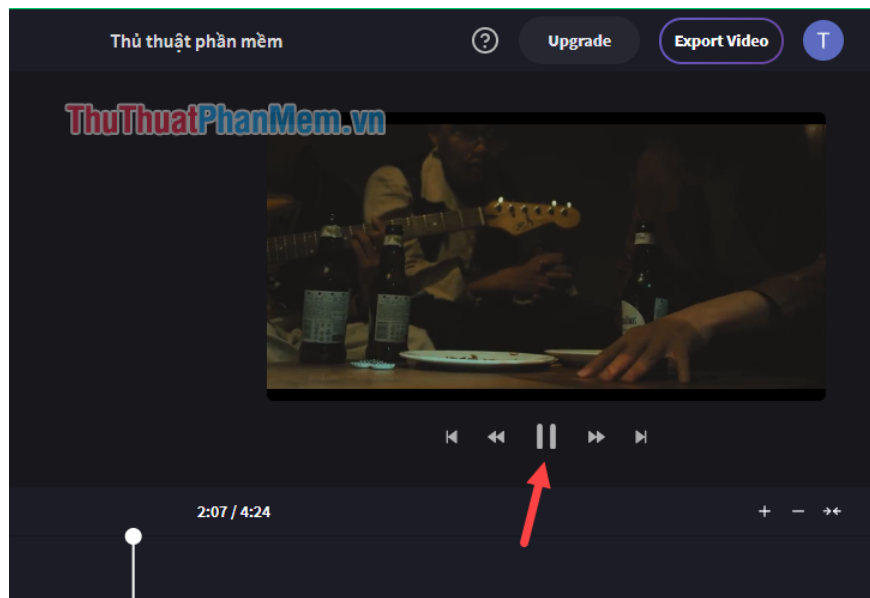 Thủ thuật phần mềm
Upgrade
Export Video
T
ThuThuatPhanMem.vn
2:07 / 4:24